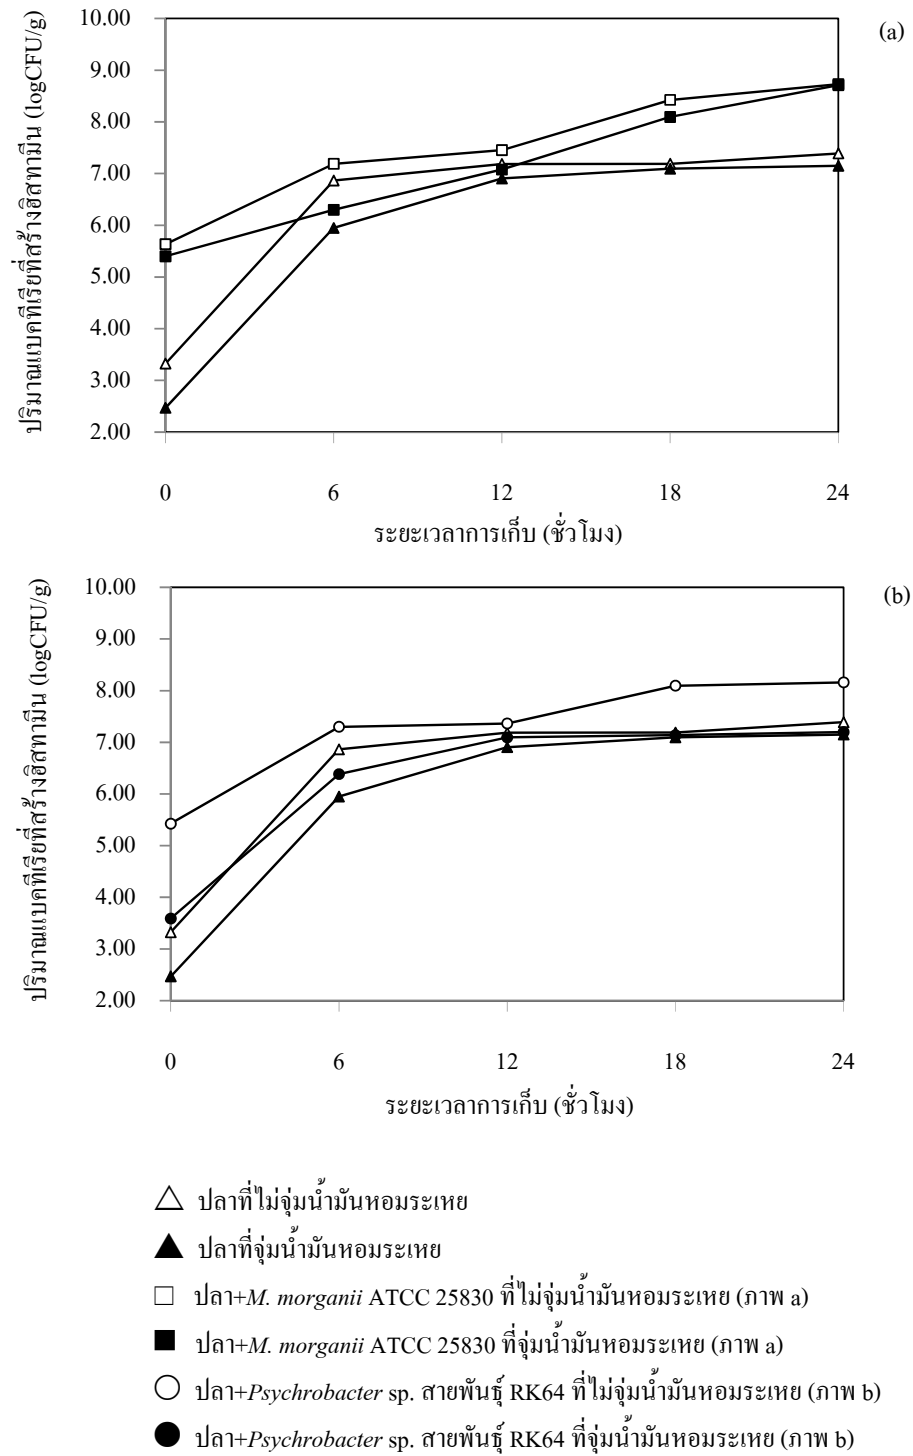 (a)
ปริมาณแบคทีเรียที่สร้างฮิสทามีน (logCFU/g)
10.00
9.00
8.00
7.00
6.00
5.00
4.00
3.00
2.00
0 6 12 18 24
ระยะเวลาการเก็บ (ชั่วโมง)
(b)
ปริมาณแบคทีเรียที่สร้างฮิสทามีน (logCFU/g)
10.00
9.00
8.00
7.00
6.00
5.00
4.00
3.00
2.00
0 6 12 18 24
ระยะเวลาการเก็บ (ชั่วโมง)
ปลาที่ไม่จุ่มน้ำมันหอมระเหย
ปลาที่จุ่มน้ำมันหอมระเหย
ปลา+M. morganii ATCC 25830 ที่ไม่จุ่มน้ำมันหอมระเหย (ภาพ a)
ปลา+M. morganii ATCC 25830 ที่จุ่มน้ำมันหอมระเหย (ภาพ a)
ปลา+Psychrobacter sp. สายพันธุ์ RK64 ที่ไม่จุ่มน้ำมันหอมระเหย (ภาพ b)
ปลา+Psychrobacter sp. สายพันธุ์ RK64 ที่จุ่มน้ำมันหอมระเหย (ภาพ b)